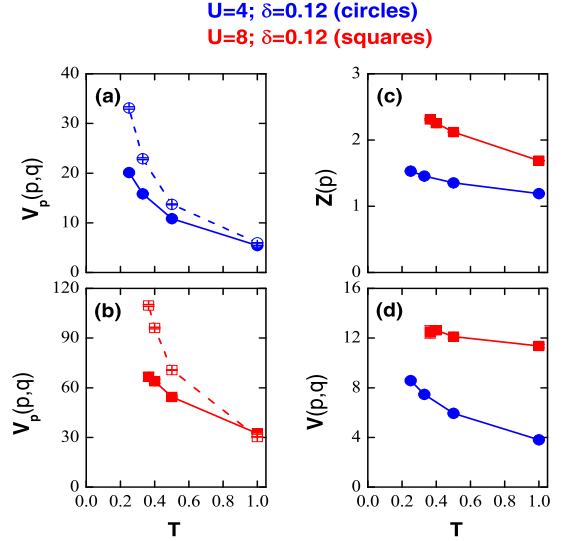 U=4; δ=0.12 (circles)
U=8; δ=0.12 (squares)
(a)
40
30
20
10
0
V_p(p,q)
(c)
3
2
1
0
Z(p)
(b)
120
90
60
30
0
V_p(p,q)
0.0 0.2 0.4 0.6 0.8 1.0
T
(d)
16
12
8
4
0
V(p,q)
0.0 0.2 0.4 0.6 0.8 1.0
T